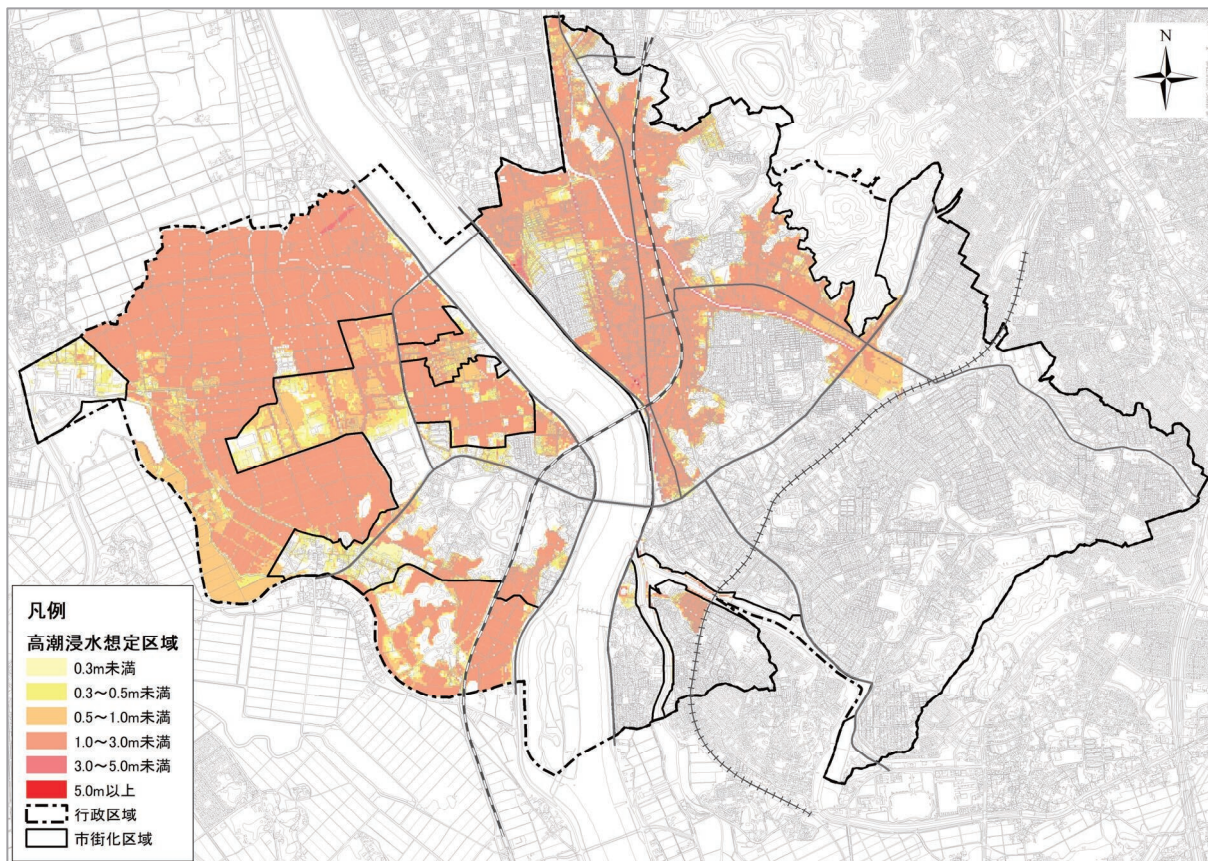 N
凡例
高潮浸水想定区域
0.3m未満
0.3~0.5m未満
0.5~1.0m未満
1.0~3.0m未満
3.0~5.0m未満
5.0m以上
行政区域
市街化区域